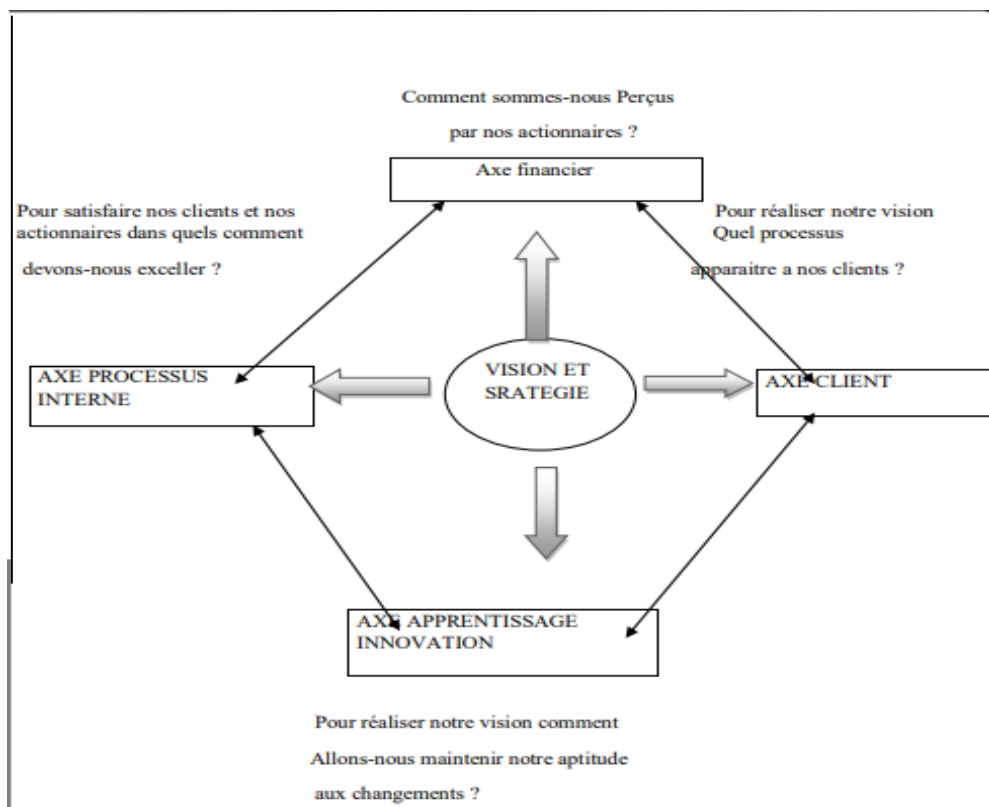 Comment sommes-nous Perçus
par nos actionnaires ?
Axe financier
Pour satisfaire nos clients et nos
actionnaires dans quels comment
devons-nous exceller ?
Pour réaliser notre vision
Quel processus
apparaitre a nos clients ?
AXE PROCESSUS
INTERNE
VISION ET
SRATEGIE
AXE CLIENT
AXE APPRENTISSAGE
INNOVATION
Pour réaliser notre vision comment
Allons-nous maintenir notre aptitude
aux changements ?